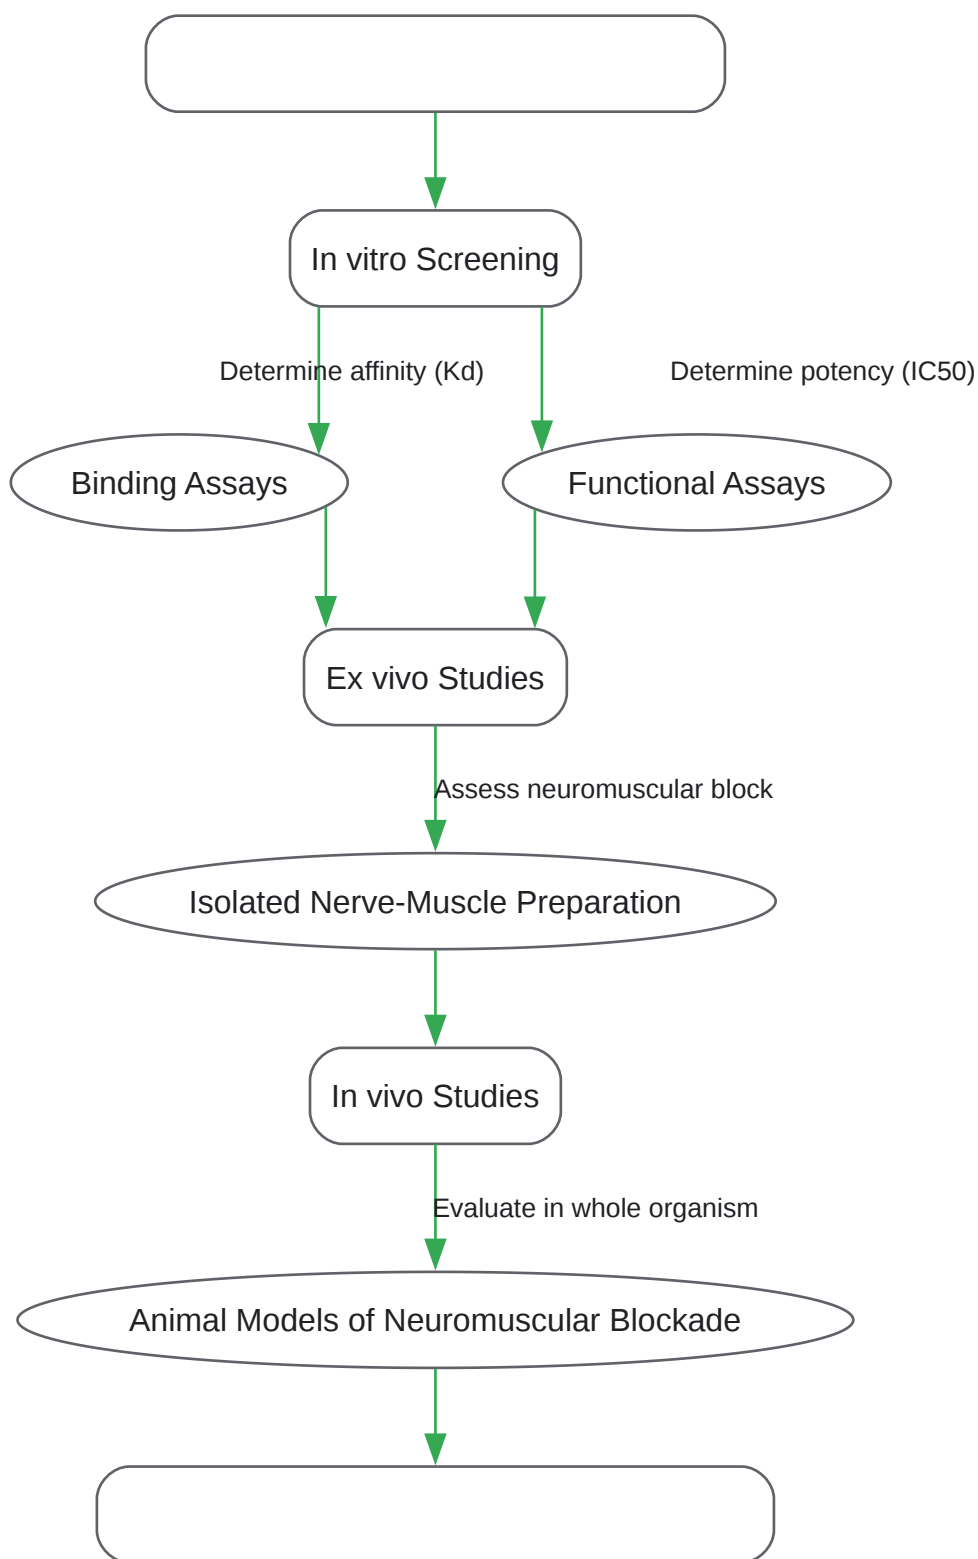 In vitro Screening
Determine affinity (Kd)
Determine potency (IC50)
Binding Assays
Functional Assays
Ex vivo Studies
Assess neuromuscular block
Isolated Nerve-Muscle Preparation
In vivo Studies
Evaluate in whole organism
Animal Models of Neuromuscular Blockade